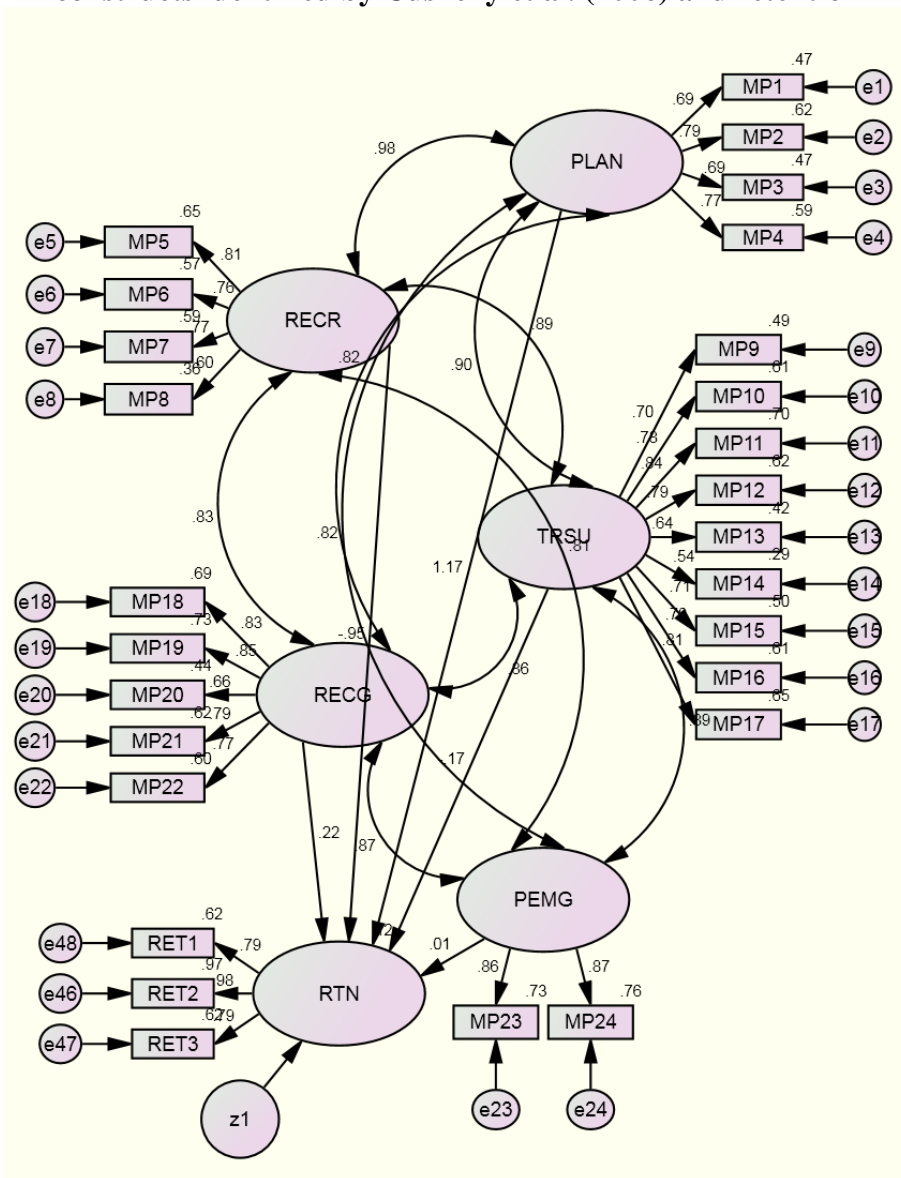 .47
MP1
e1
.69
.62
MP2
e2
.79
PLAN
.47
MP3
e3
.69
.59
MP4
e4
.77
.98
.65
e5
MP5
.81
.57
e6
MP6
.76
RECR
.59
e7
MP7
.77
.36
e8
MP8
.60
.82
.89
.90
.49
MP9
e9
.70
.61
MP10
e10
.78
.70
MP11
e11
.84
.62
MP12
e12
.79
TRSU
.42
MP13
e13
.64
.29
MP14
e14
.54
.50
MP15
e15
.71
.61
MP16
e16
.65
MP17
e17
.81
.89
.81
.83
.82
1.17
-.95
.86
.69
e18
MP18
.83
.73
e19
MP19
.85
RECG
.44
e20
MP20
.66
.62
e21
MP21
.79
.60
e22
MP22
.77
-.17
.22
.87
PEMG
.01
.86
.87
.73
.76
MP23
MP24
e23
e24
.62
e48
RET1
.79
.97
e46
RET2
.98
RTN
.62
e47
RET3
.79
z1